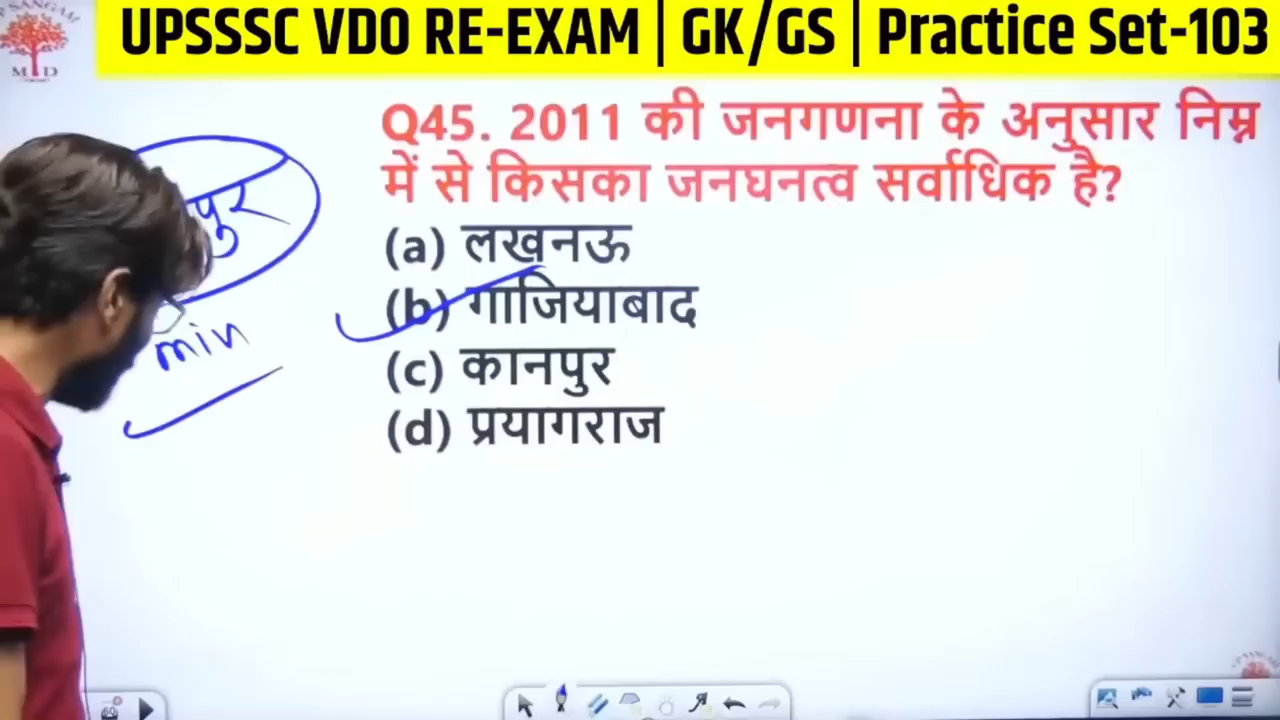 UPSSSC VDO RE-EXAM | GK/GS | Practice Set-103
Q45. 2011 की जनगणना के अनुसार निम्न
में से किसका जनघनत्व सर्वाधिक है?
(a) लखनऊ
(b) गाजियाबाद
(c) कानपुर
(d) प्रयागराज
पुर
min